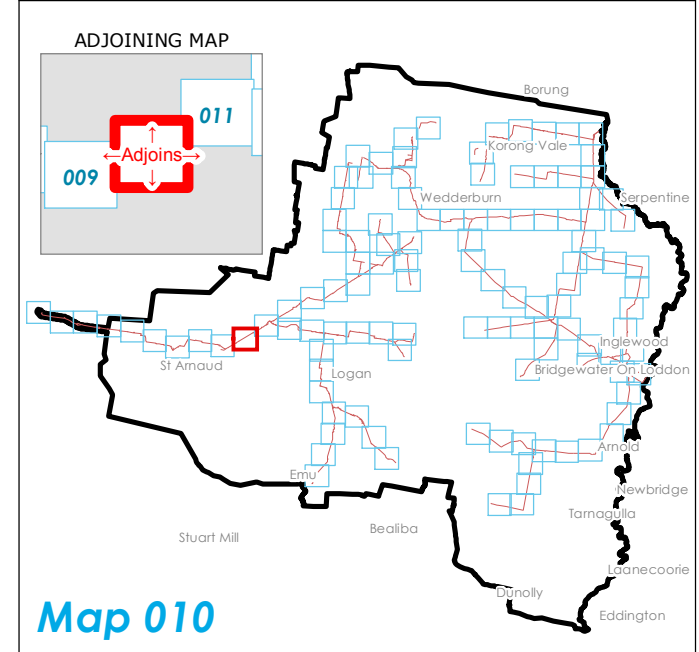 ADJOINING MAP
011
Adjoins
009
Borung
Korong Vale
Wedderburn
Serpentine
Inglewood
St Arnaud
Logan
Bridgewater On Loddon
Arnold
Emu
Newbridge
Tarnagulla
Bealiba
Stuart Mill
Laanecoorie
Dunolly
Eddington
Map 010